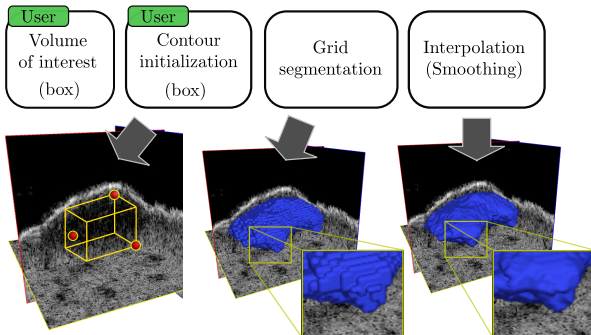 User
Volume
of interest
(box)
User
Contour
initialization
(box)
Grid
segmentation
Interpolation
(Smoothing)